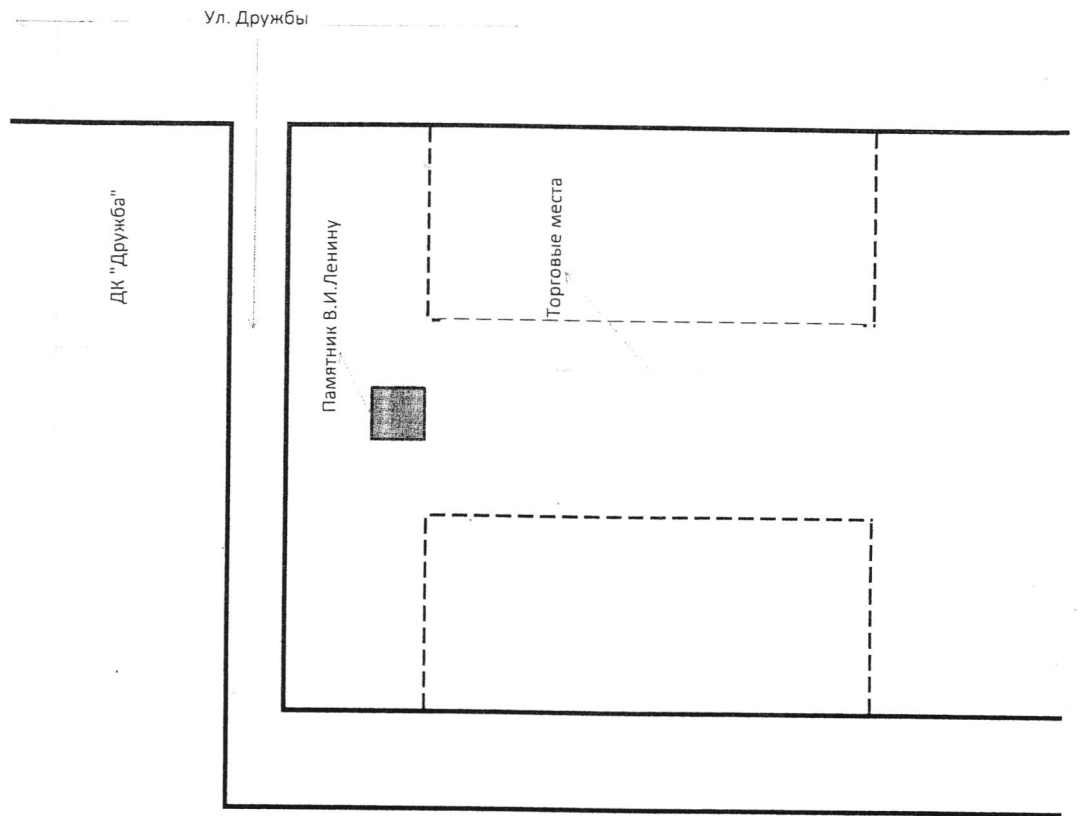 Ул. Дружбы
ДК "Дружба"
Памятник В.И.Ленину
Торговые места